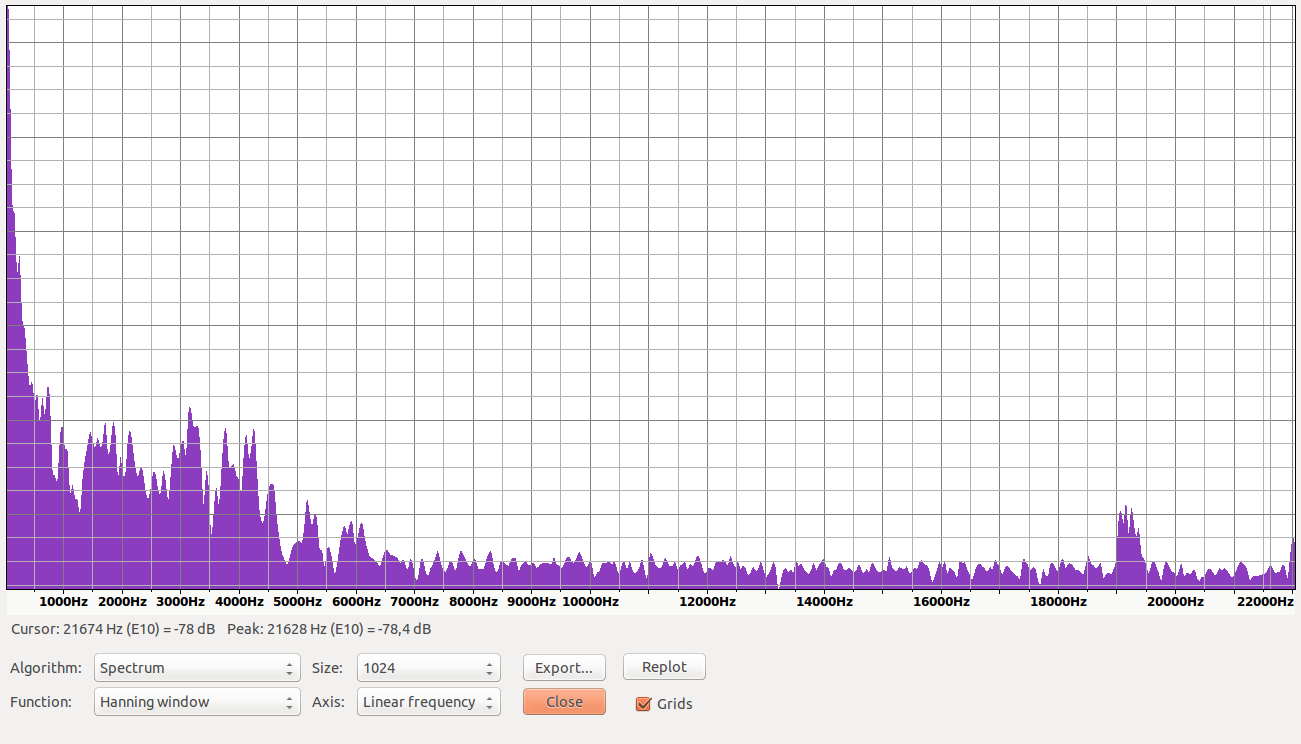 1000Hz 2000Hz 3000Hz 4000Hz 5000Hz 6000Hz 7000Hz 8000Hz 9000Hz 10000Hz 12000Hz 14000Hz 16000Hz 18000Hz 20000Hz 22000Hz
Cursor: 21674 Hz (E10) = -78 dB Peak: 21628 Hz (E10) = -78,4 dB
Algorithm: Spectrum Size: 1024 Export... Replot
Function: Hanning window Axis: Linear frequency Close Grids